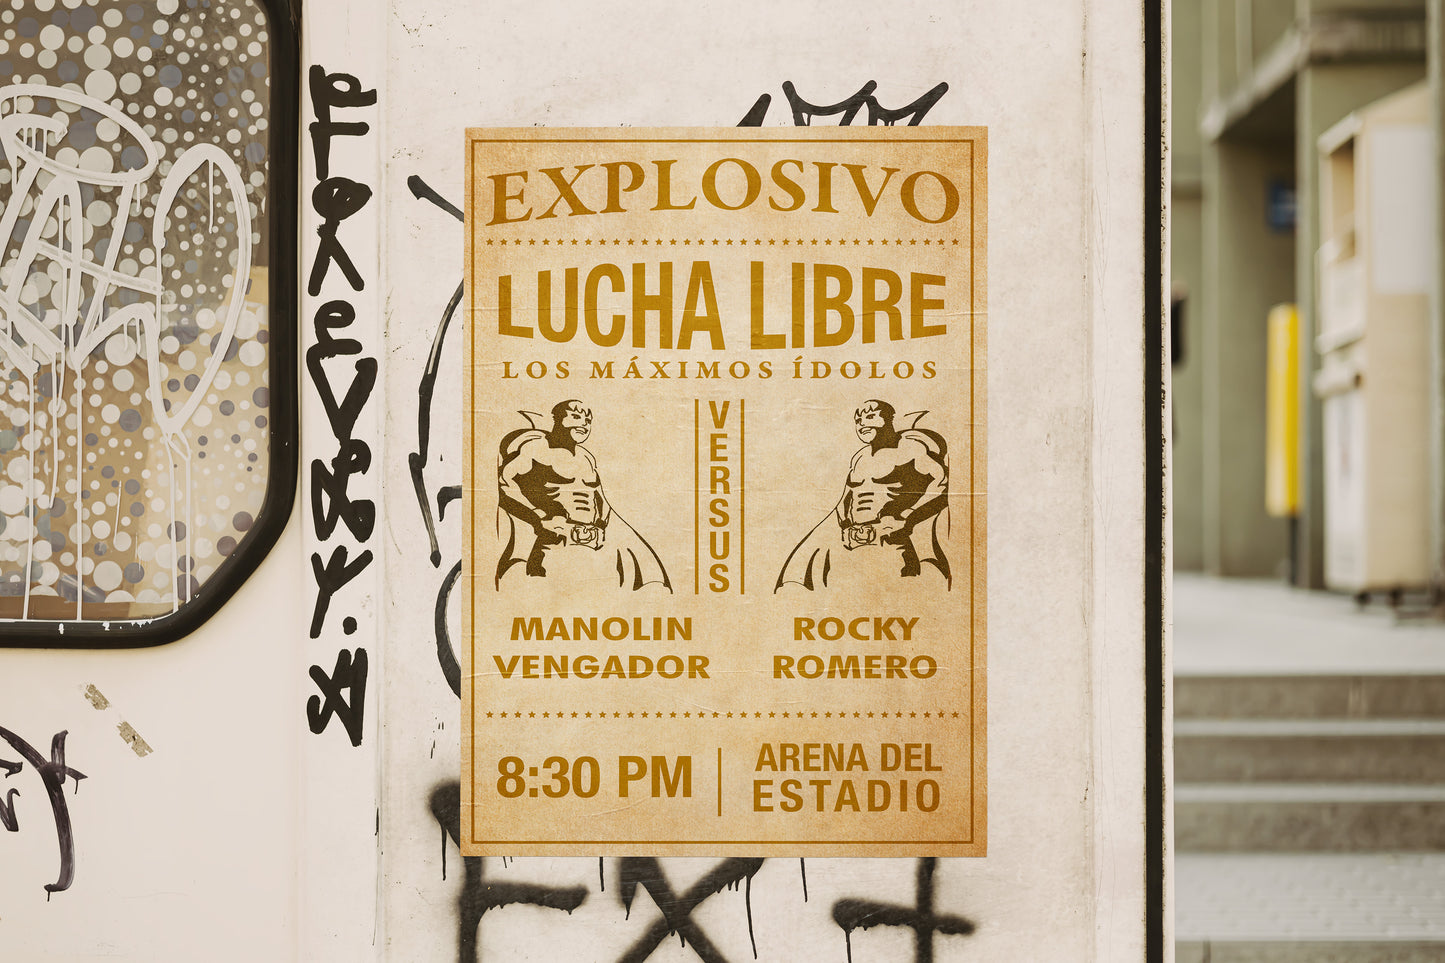 EXPLOSIVO
LUCHA LIBRE
LOS MÁXIMOS ÍDOLOS
VERSUS
MANOLIN
VENGADOR
ROCKY
ROMERO
8:30 PM
ARENA DEL
ESTADIO